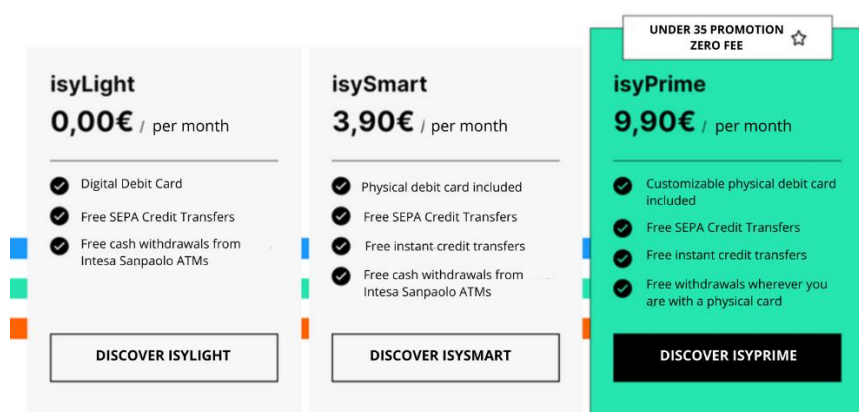 isyLight
0,00€ / per month
Digital Debit Card
Free SEPA Credit Transfers
Free cash withdrawals from
Intesa Sanpaolo ATMs
DISCOVER ISYLIGHT
isySmart
3,90€ / per month
Physical debit card included
Free SEPA Credit Transfers
Free instant credit transfers
Free cash withdrawals from
Intesa Sanpaolo ATMs
DISCOVER ISYSMART
UNDER 35 PROMOTION
ZERO FEE
isyPrime
9,90€ / per month
Customizable physical debit card
included
Free SEPA Credit Transfers
Free instant credit transfers
Free withdrawals wherever you
are with a physical card
DISCOVER ISYPRIME